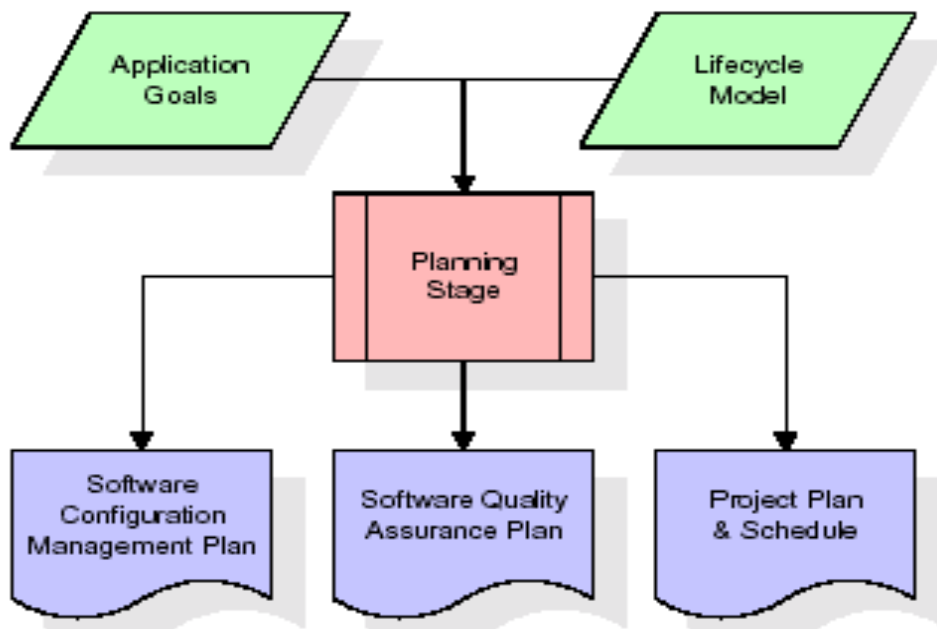 Application
Goals
Lifecycle
Model
Planning
Stage
Software
Configuration
Management Plan
Software Quality
Assurance Plan
Project Plan
& Schedule